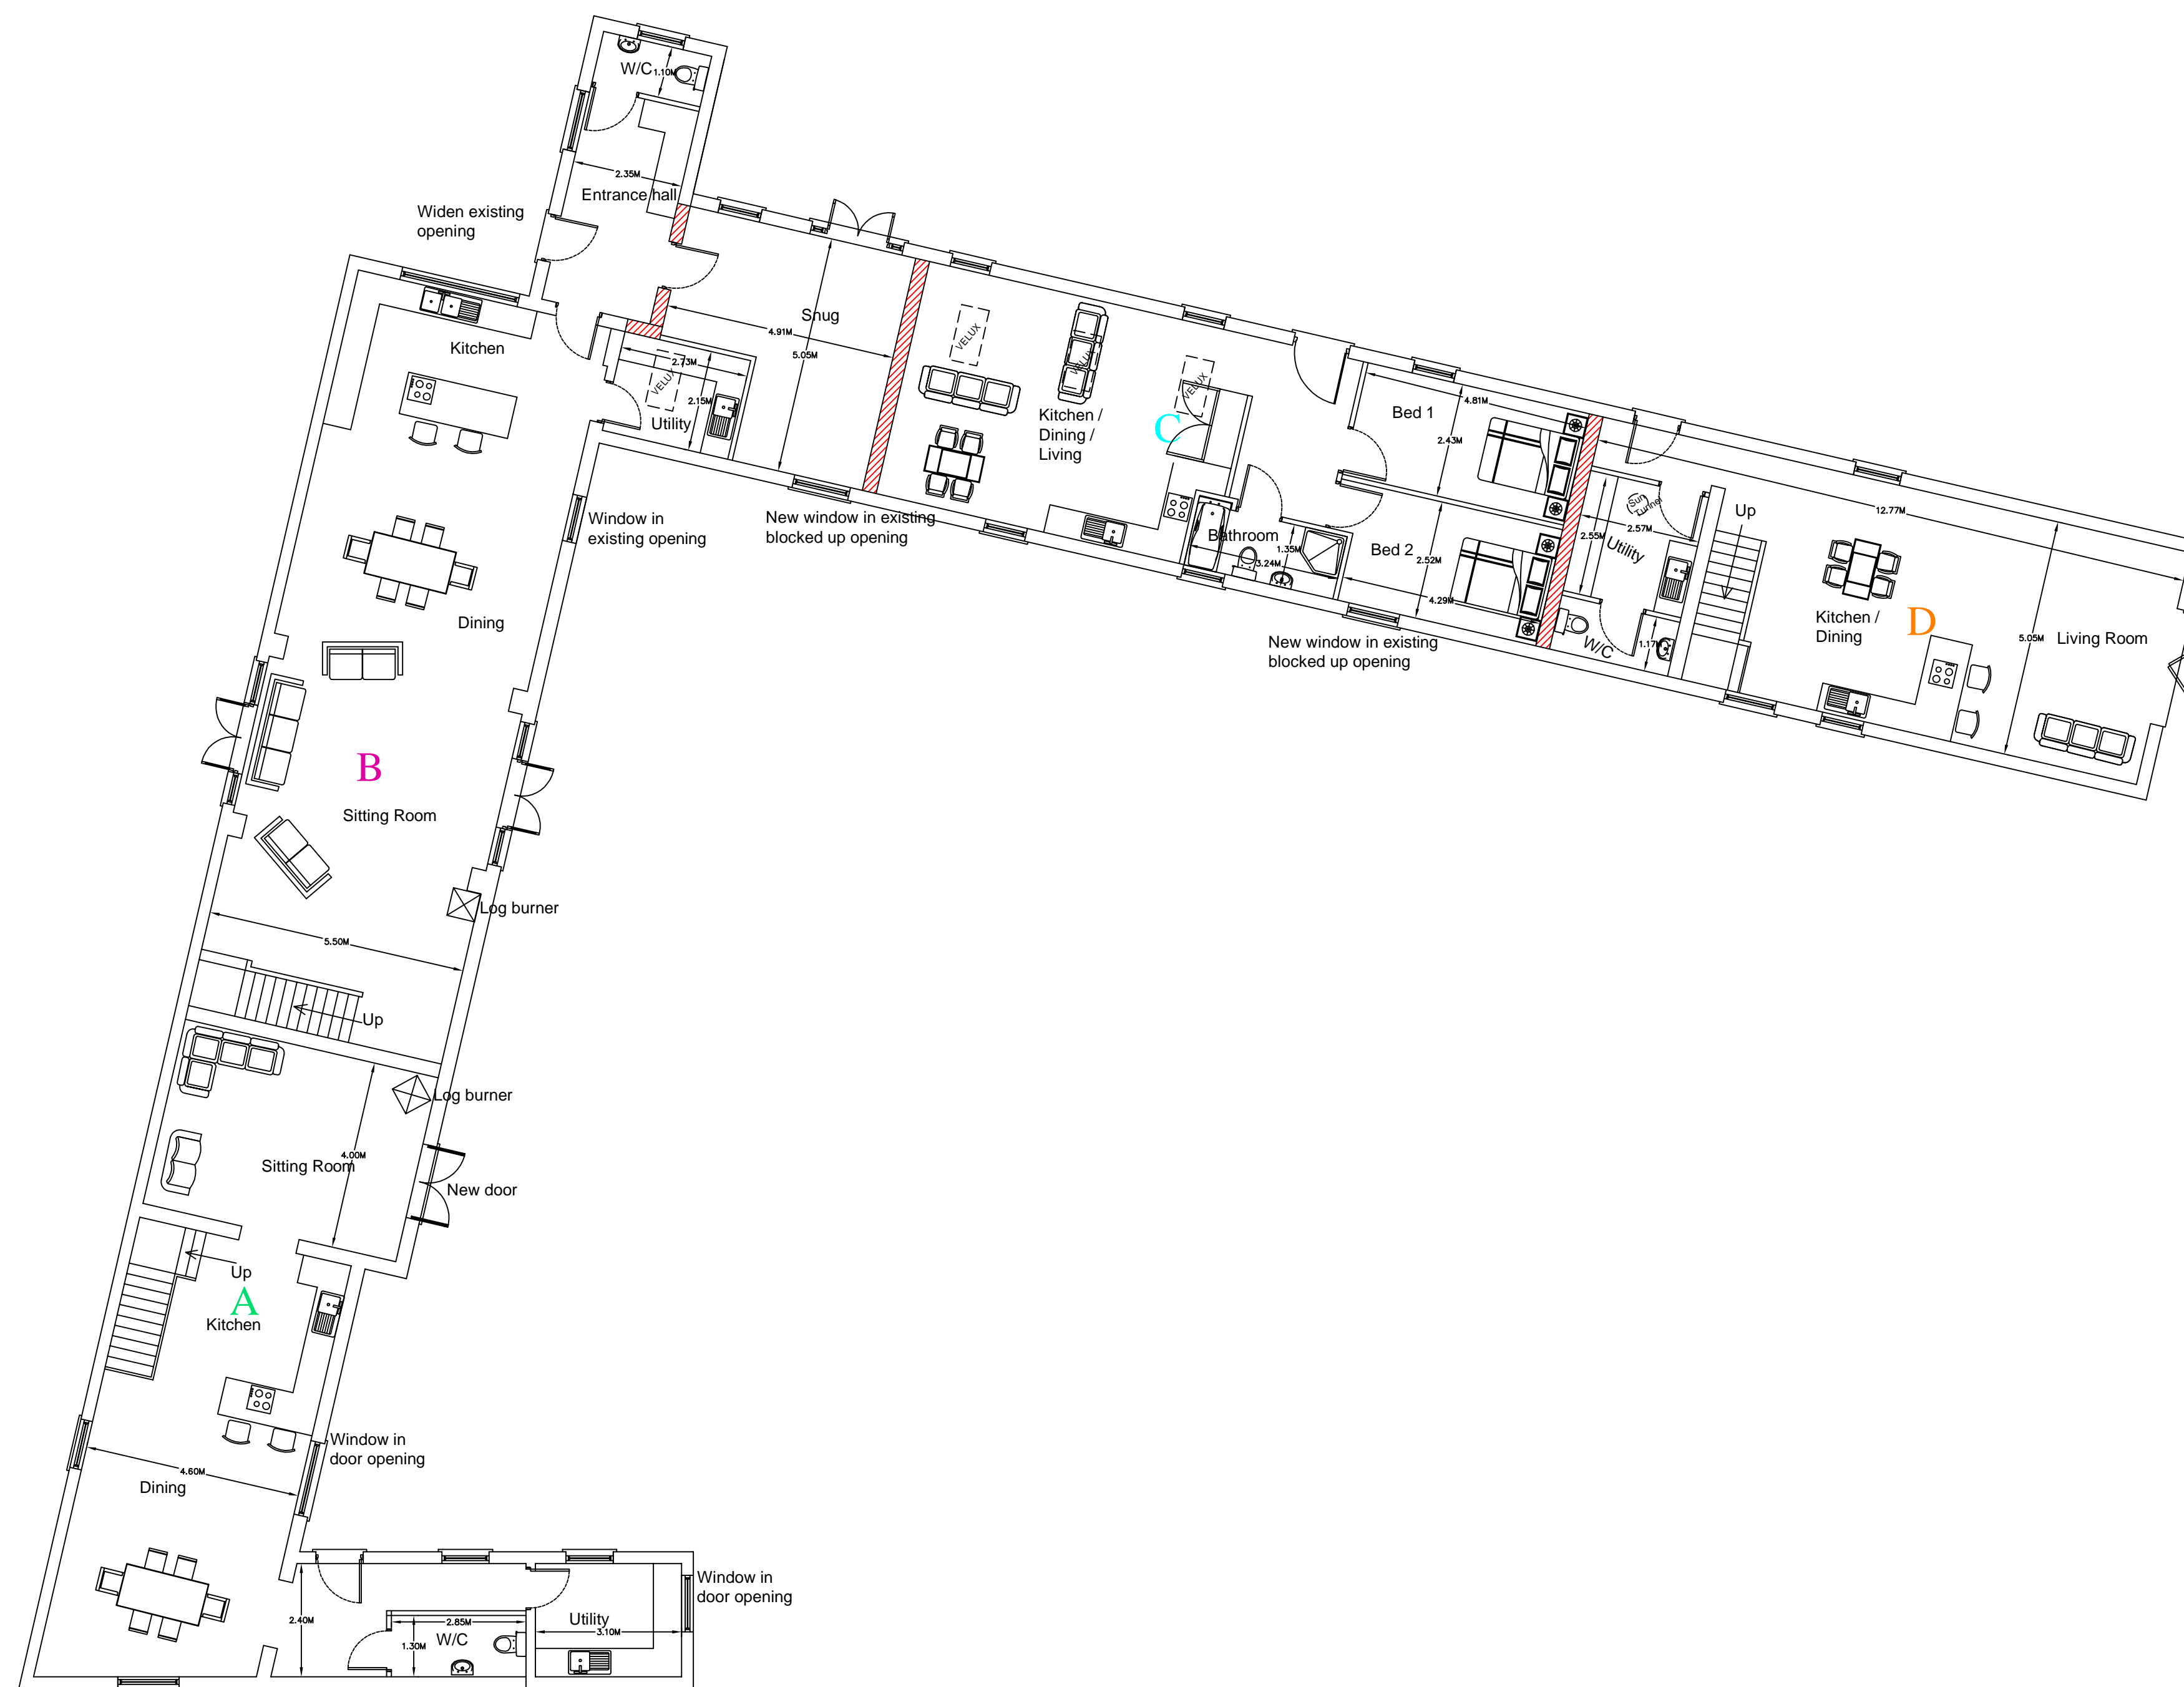 W/C
1.10M
2.35M
Entrance hall
Widen existing
opening
Kitchen
Snug
4.91M
5.05M
VELUX
2.73M
2.15M
Utility
VELUX
VELUX
VELUX
Kitchen /
Dining /
Living
C
Bed 1
4.81M
2.43M
Window in
existing opening
New window in existing
blocked up opening
Bathroom
1.35M
3.24M
Bed 2
2.52M
4.29M
New window in existing
blocked up opening
Sun
Tunnel
2.57M
2.55M
Utility
W/C
1.17M
Up
12.77M
Kitchen /
Dining
D
5.05M
Living Room
Dining
B
Sitting Room
Log burner
5.50M
Up
Log burner
Sitting Room
4.00M
New door
Up
A
Kitchen
Window in
door opening
4.60M
Dining
Window in
door opening
2.40M
2.85M
1.30M
W/C
Utility
3.10M